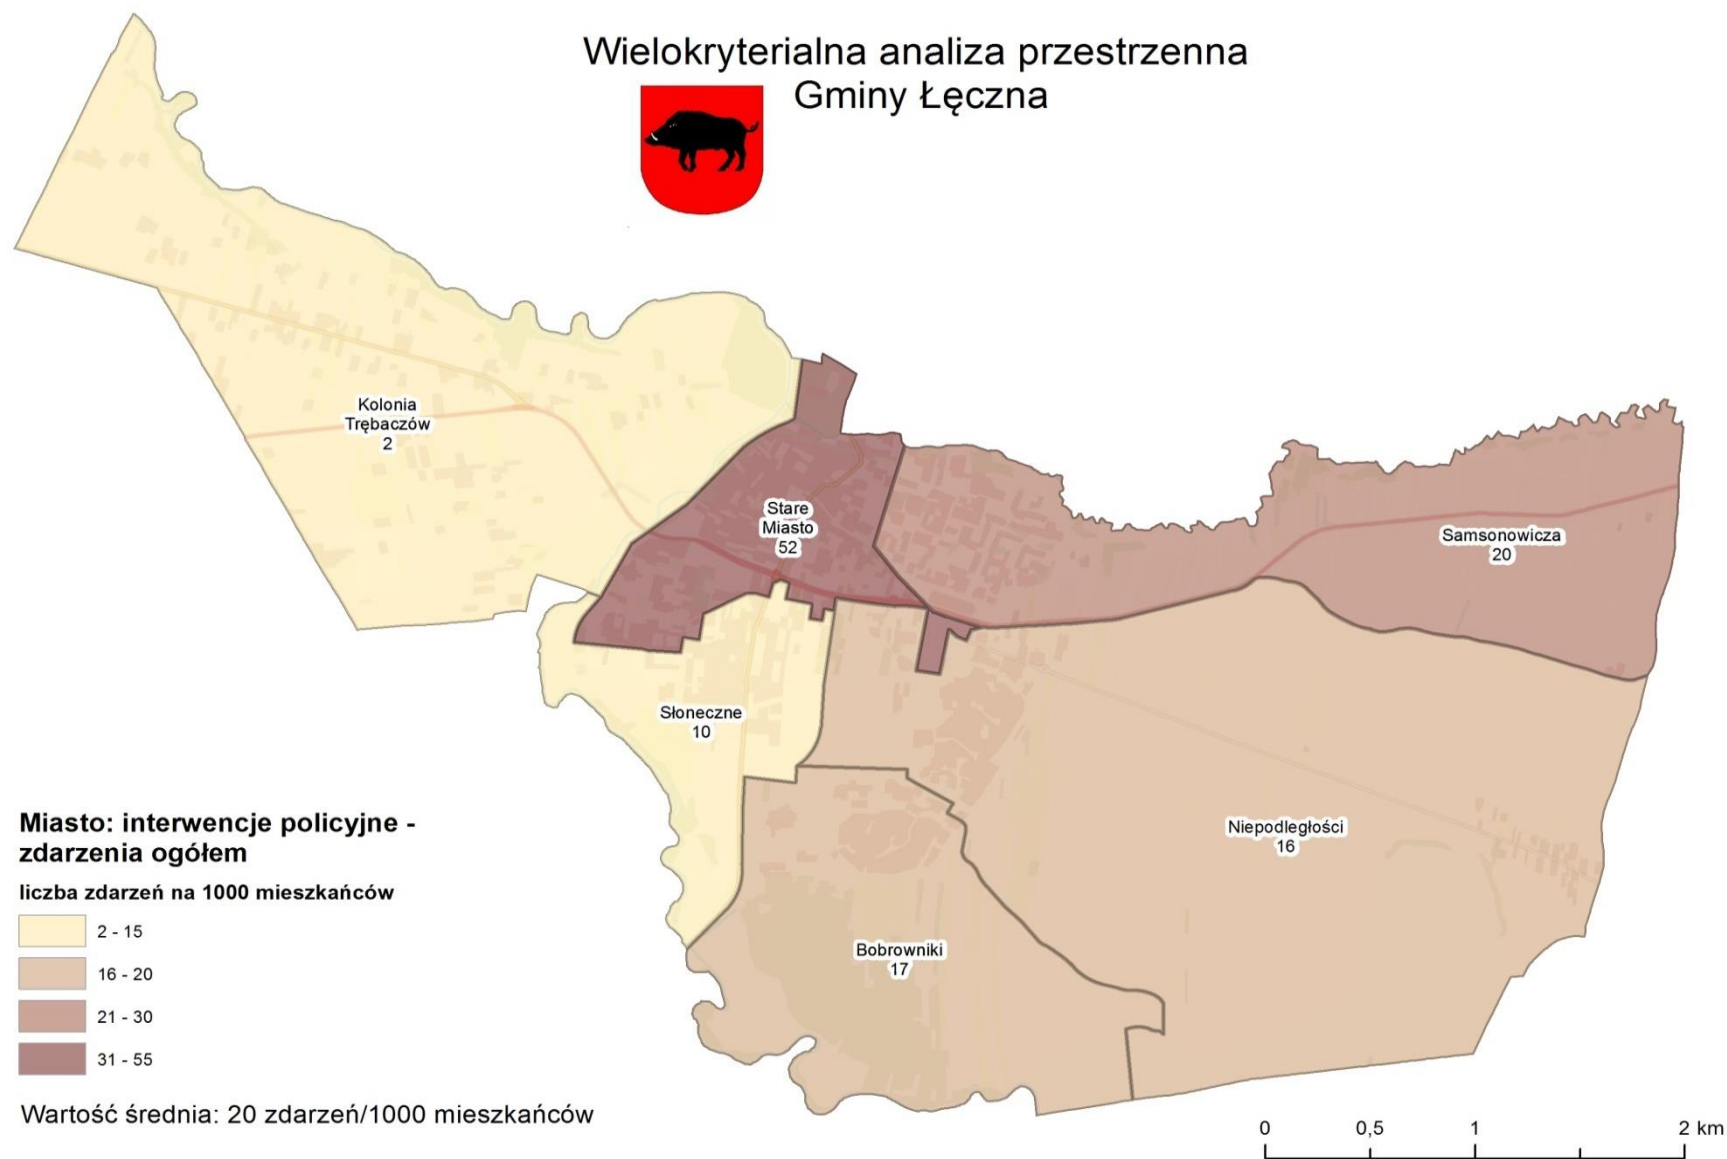 Wielokryterialna analiza przestrzenna
Gminy Łęczna
Kolonia
Trębaczów
2
Stare
Miasto
52
Samsonowicza
20
Słoneczne
10
Niepodległości
16
Bobrowniki
17
Miasto: interwencje policyjne -
zdarzenia ogółem
liczba zdarzeń na 1000 mieszkańców
2 - 15
16 - 20
21 - 30
31 - 55
Wartość średnia: 20 zdarzeń/1000 mieszkańców
0 0,5 1 2 km